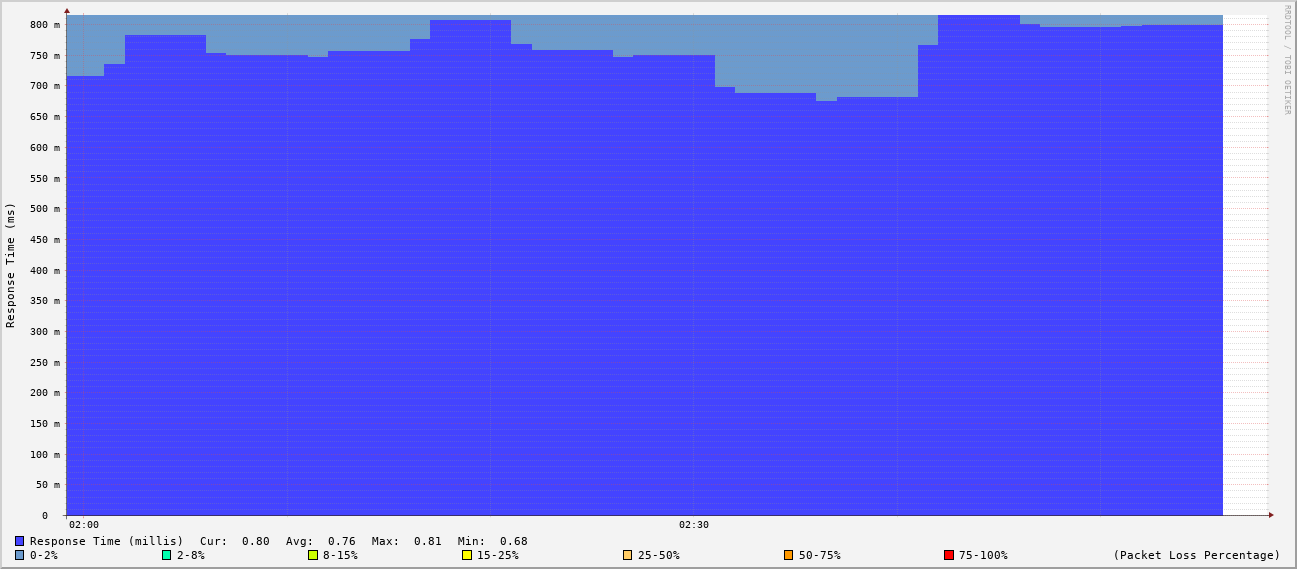 RRDTOOL / TOBI OETIKER
Response Time (ms)
800 m
750 m
700 m
650 m
600 m
550 m
500 m
450 m
400 m
350 m
300 m
250 m
200 m
150 m
100 m
50 m
0
02:00 02:30
Response Time (millis) Cur: 0.80 Avg: 0.76 Max: 0.81 Min: 0.68
0-2% 2-8% 8-15% 15-25% 25-50% 50-75% 75-100% (Packet Loss Percentage)